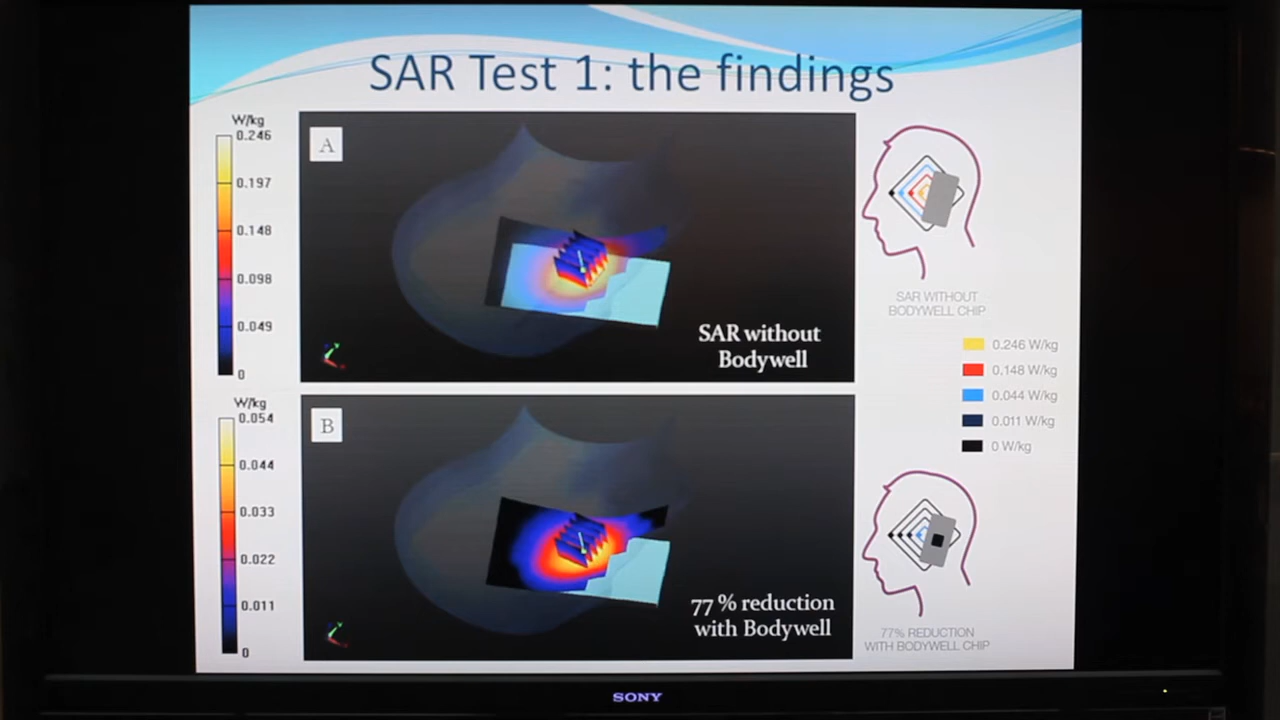 SAR Test 1: the findings
W/kg
0.246
0.197
0.148
0.098
0.049
0
A
SAR without
Bodywell
SAR WITHOUT
BODYWELL CHIP
0.246 W/kg
0.148 W/kg
0.044 W/kg
0.011 W/kg
0 W/kg
W/kg
0.054
0.044
0.033
0.022
0.011
0
B
77 % reduction
with Bodywell
77% REDUCTION
WITH BODYWELL CHIP
SONY